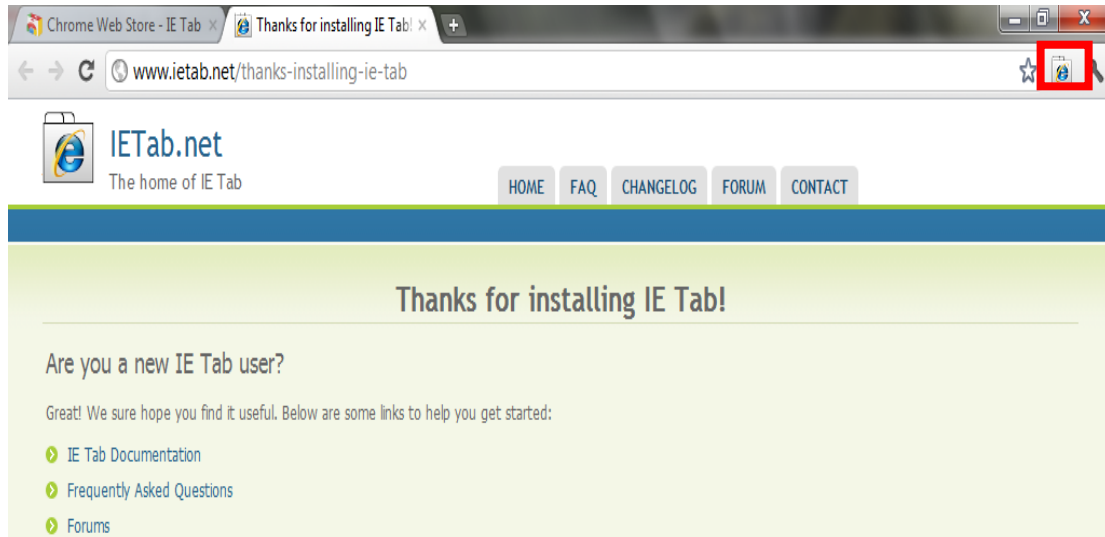 Chrome Web Store - IE Tab
Thanks for installing IE Tab!
www.ietab.net/thanks-installing-ie-tab
IETab.net
The home of IE Tab
HOME FAQ CHANGELOG FORUM CONTACT
Thanks for installing IE Tab!
Are you a new IE Tab user?
Great! We sure hope you find it useful. Below are some links to help you get started:
IE Tab Documentation
Frequently Asked Questions
Forums